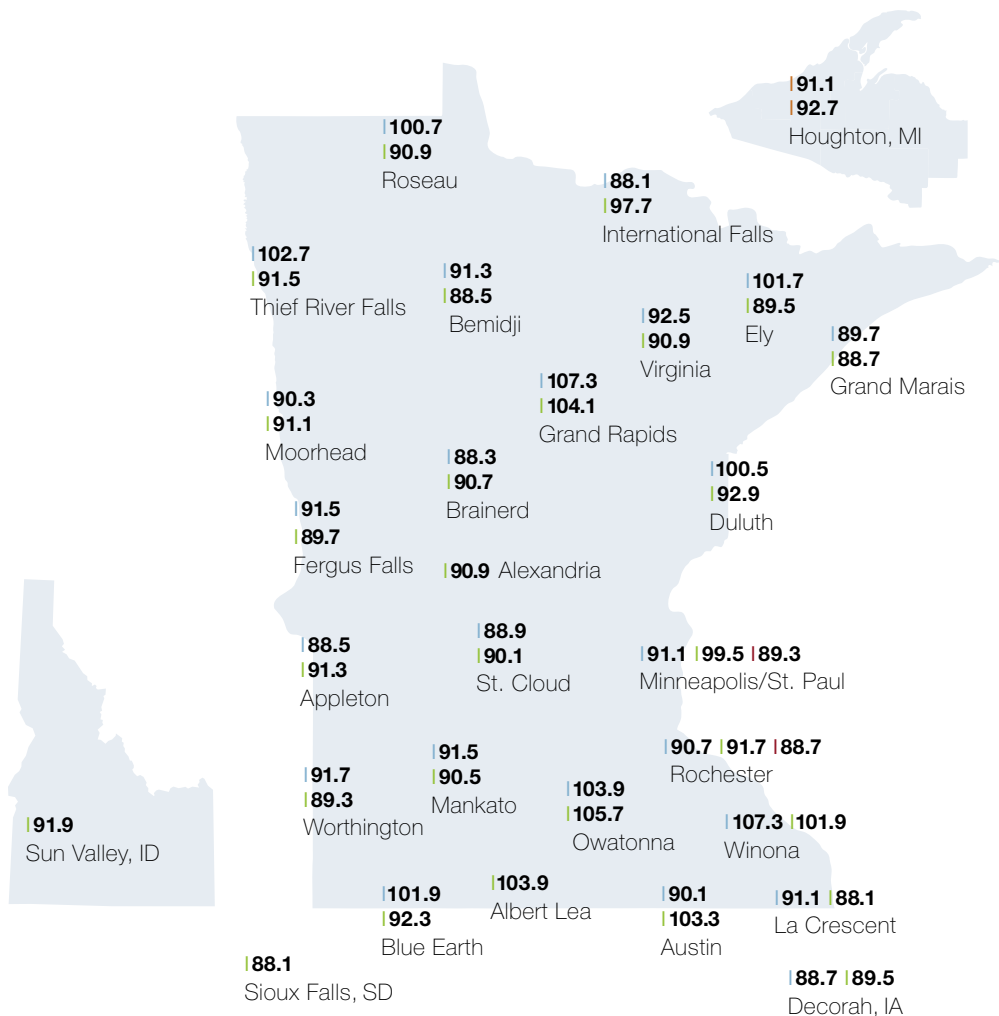 91.1
92.7
Houghton, MI
100.7
90.9
Roseau
88.1
97.7
International Falls
102.7
91.5
Thief River Falls
91.3
88.5
Bemidji
101.7
89.5
Ely
92.5
90.9
Virginia
89.7
88.7
Grand Marais
107.3
104.1
Grand Rapids
90.3
91.1
Moorhead
88.3
90.7
Brainerd
100.5
92.9
Duluth
91.5
89.7
Fergus Falls
90.9 Alexandria
88.5
91.3
Appleton
88.9
90.1
St. Cloud
91.1 99.5 89.3
Minneapolis/St. Paul
90.7 91.7 88.7
Rochester
91.5
90.5
Mankato
91.7
89.3
Worthington
103.9
105.7
Owatonna
107.3 101.9
Winona
91.9
Sun Valley, ID
101.9
92.3
Blue Earth
103.9
Albert Lea
90.1
103.3
Austin
91.1 88.1
La Crescent
88.1
Sioux Falls, SD
88.7 89.5
Decorah, IA